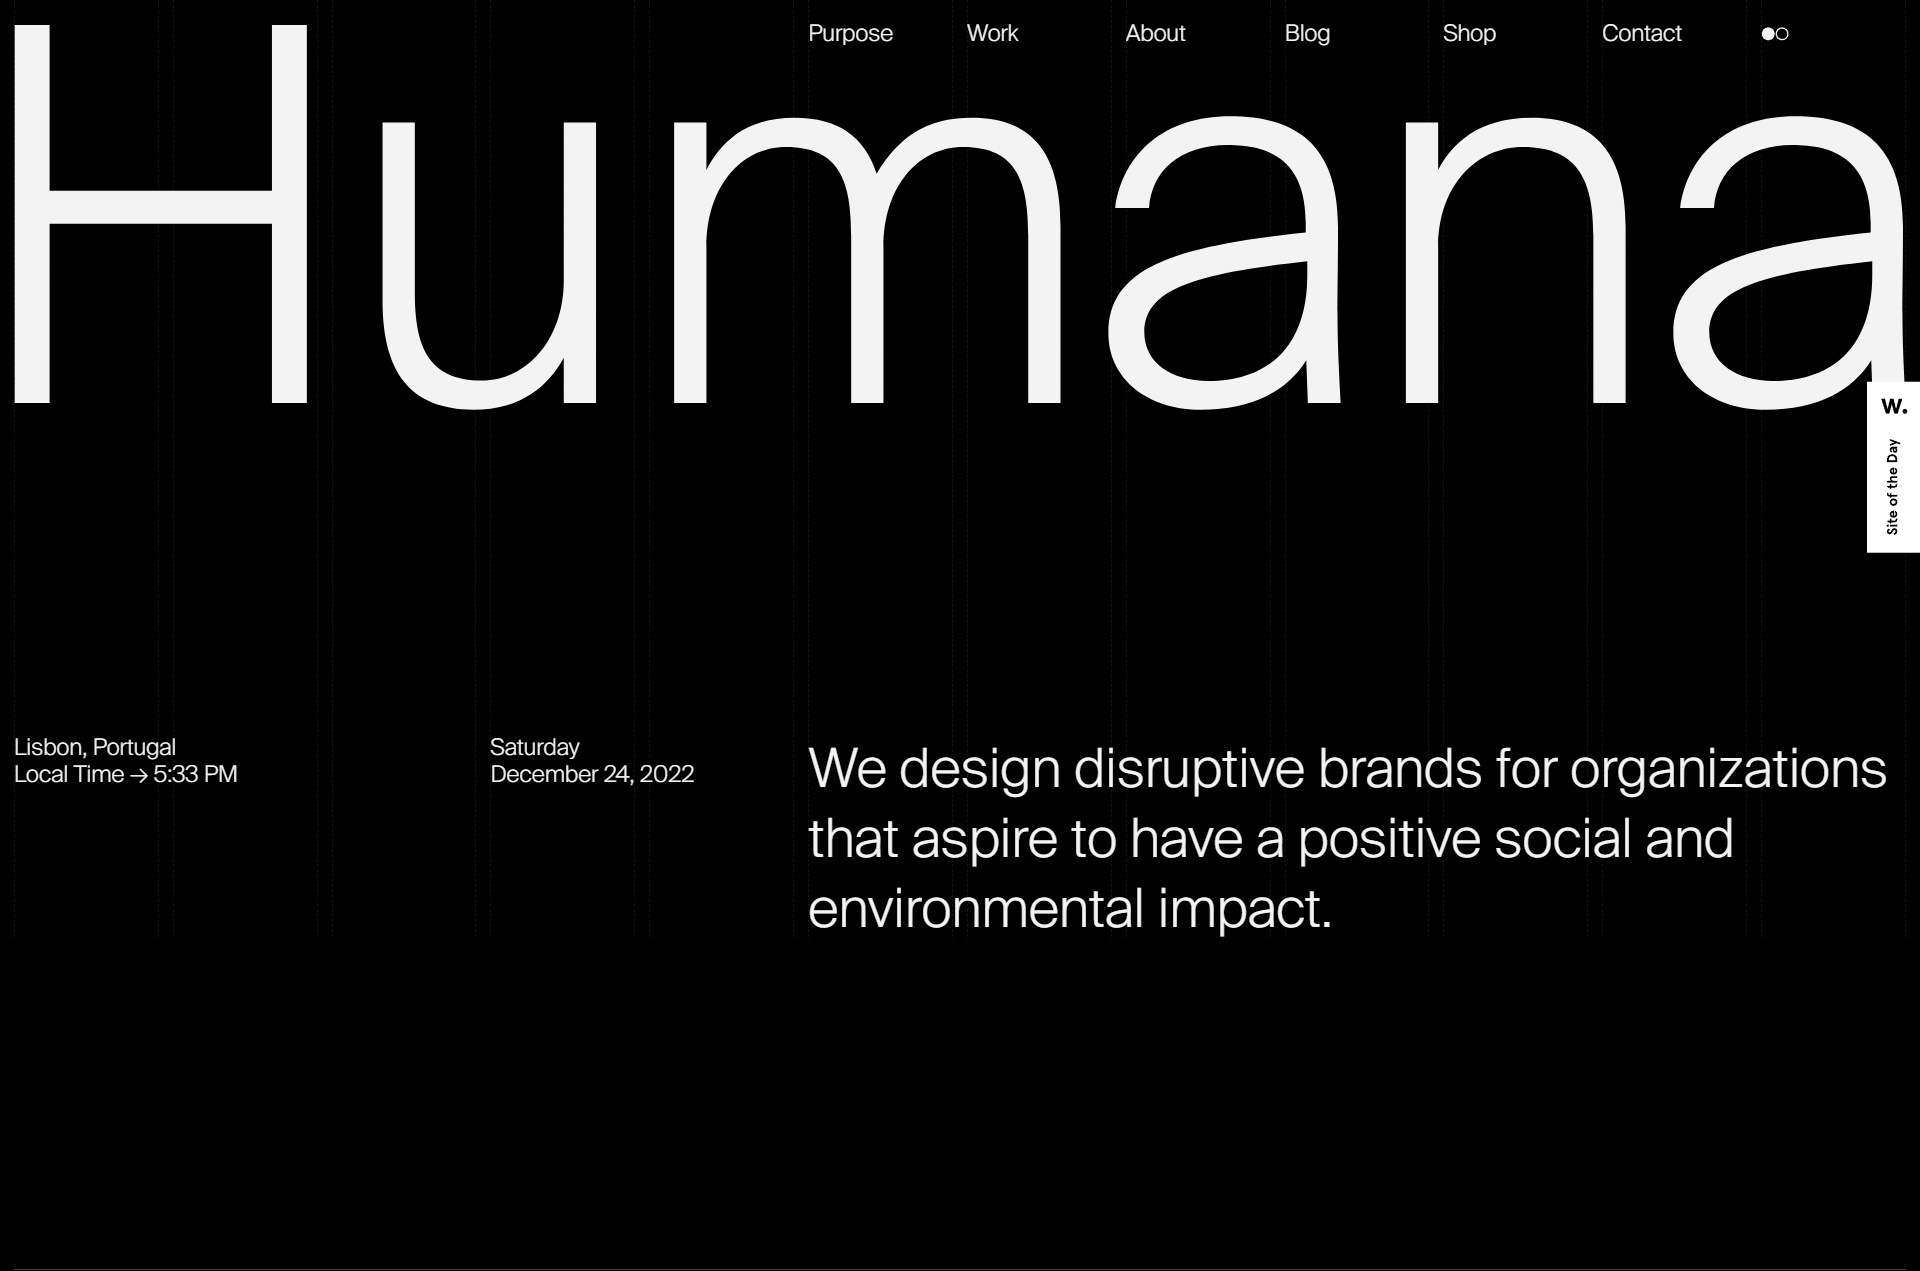 Humana
Purpose
Work
About
Blog
Shop
Contact
W.
Site of the Day
Lisbon, Portugal
Local Time → 5:33 PM
Saturday
December 24, 2022
We design disruptive brands for organizations
that aspire to have a positive social and
environmental impact.